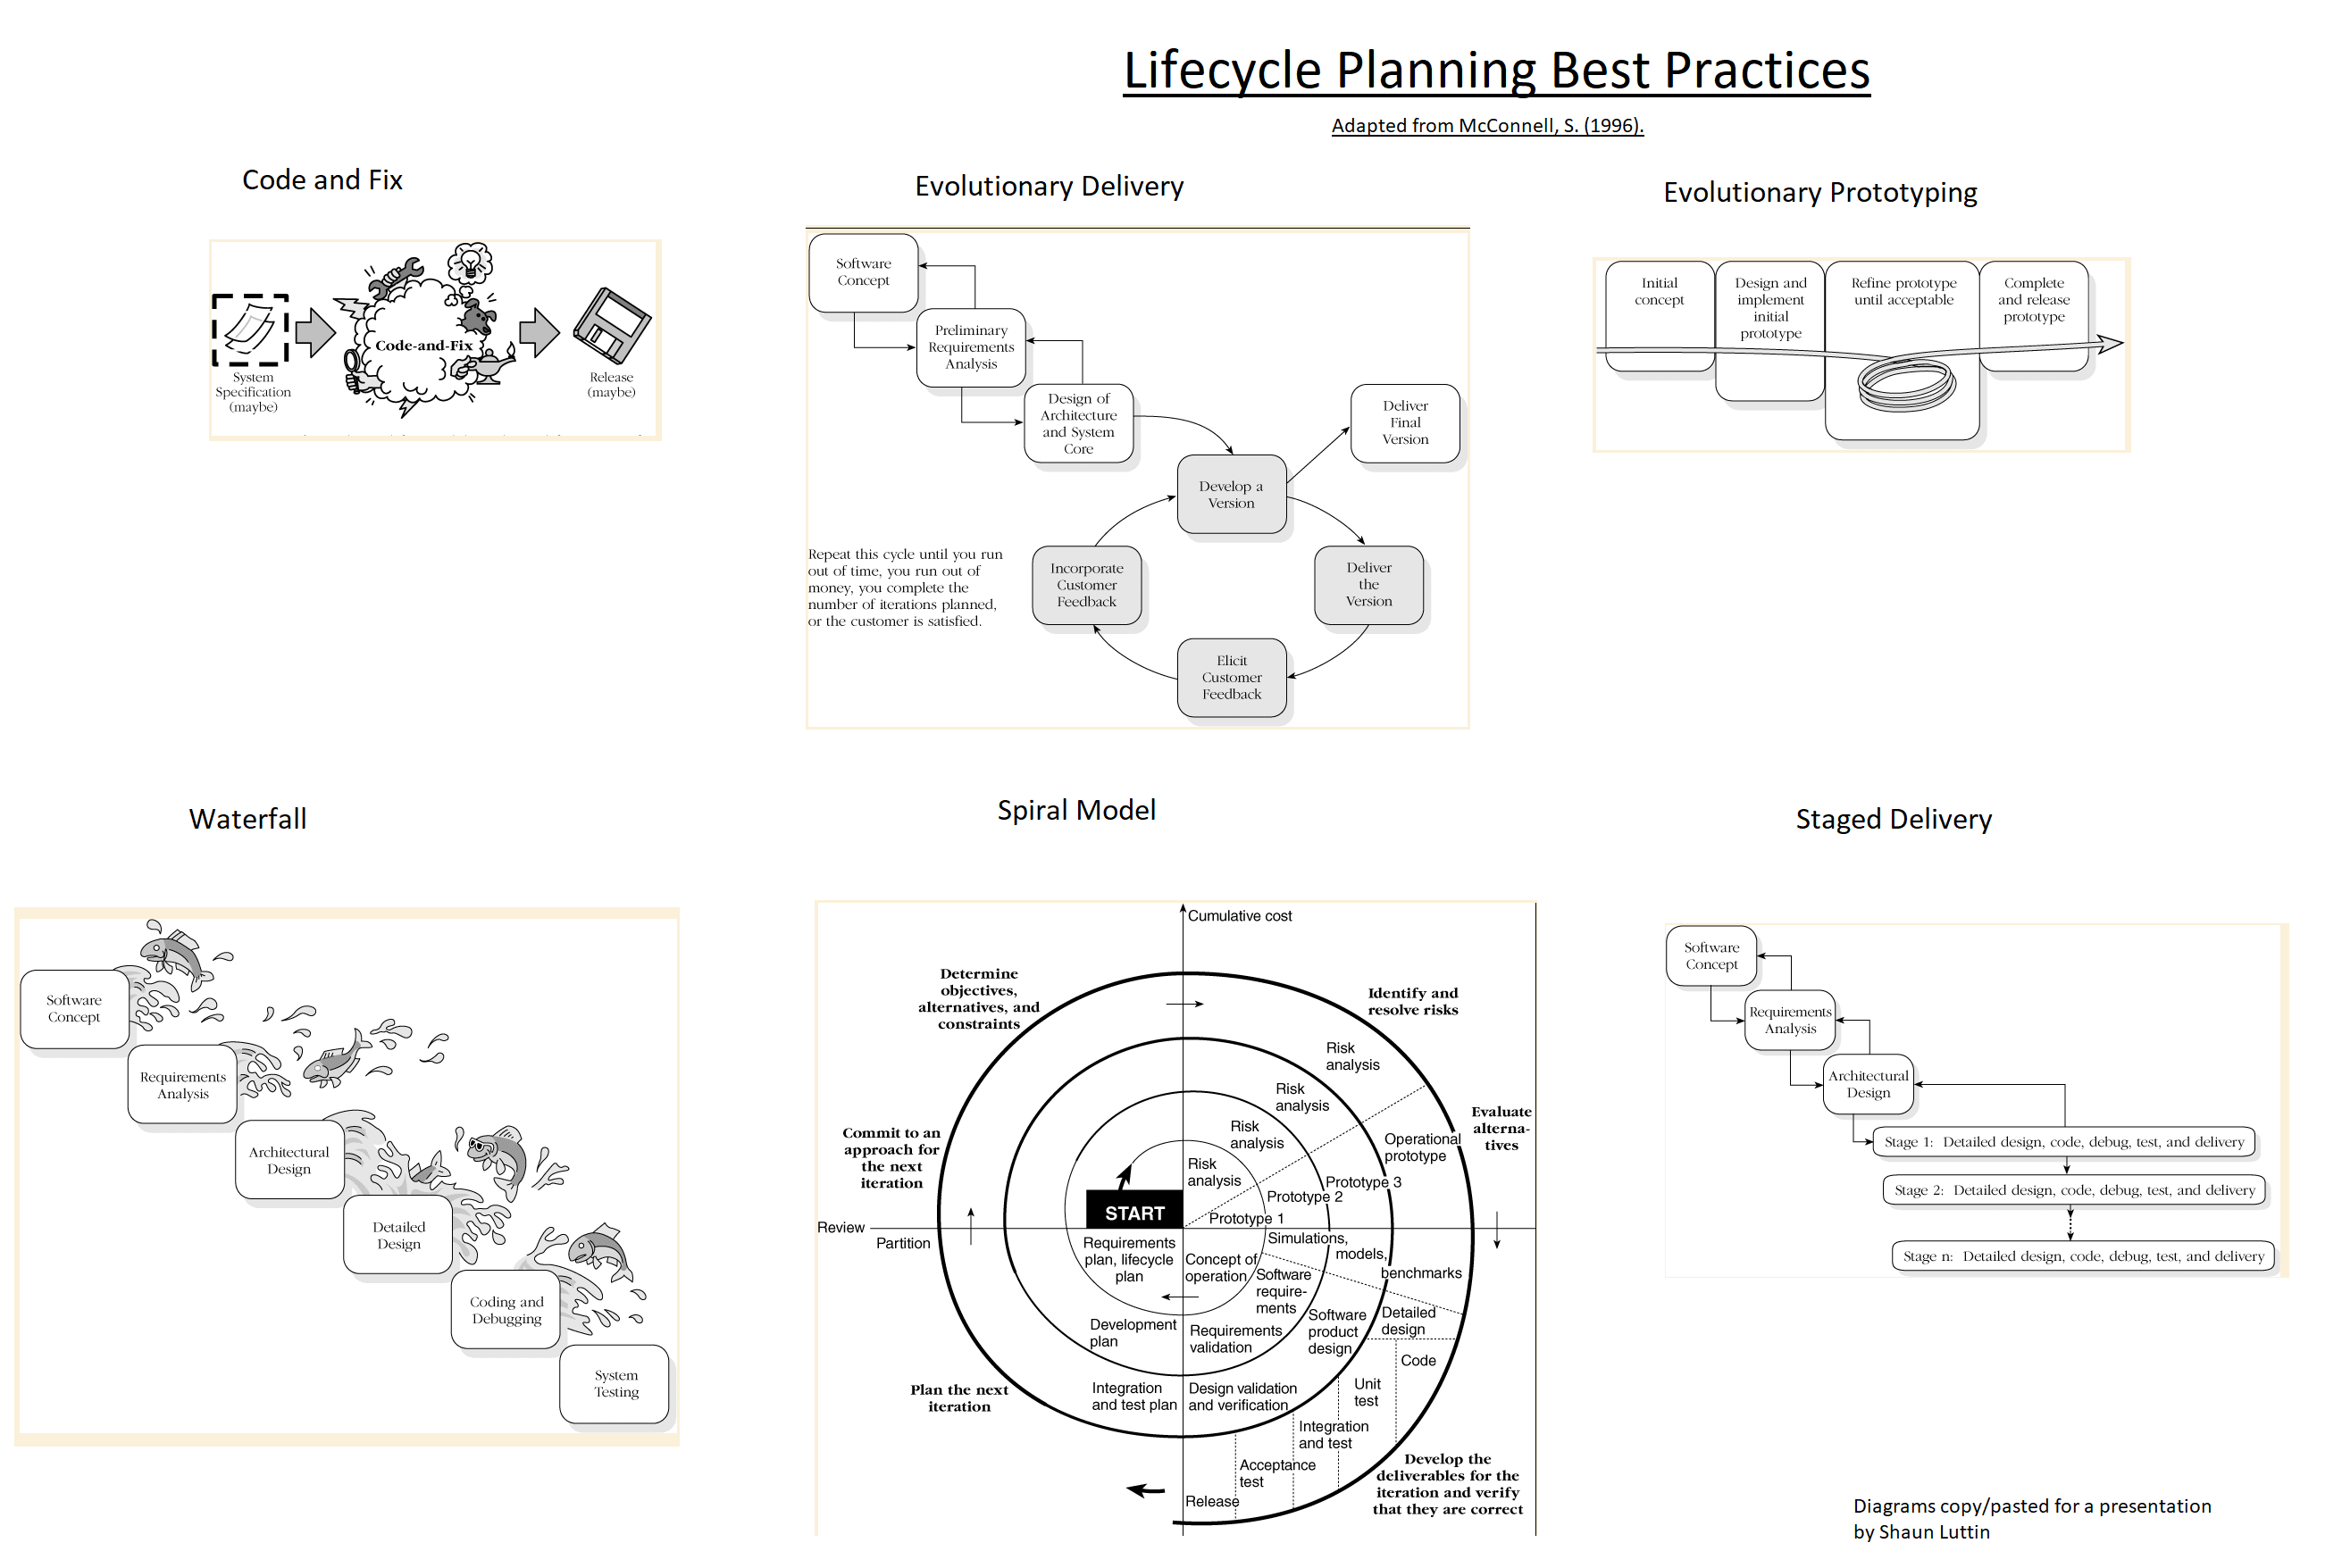 Lifecycle Planning Best Practices
Adapted from McConnell, S. (1996).
Code and Fix
System
Specification
(maybe)
Code-and-Fix
Release
(maybe)
Evolutionary Delivery
Software
Concept
Preliminary
Requirements
Analysis
Design of
Architecture
and System
Core
Deliver
Final
Version
Develop a
Version
Deliver
the
Version
Elicit
Customer
Feedback
Incorporate
Customer
Feedback
Repeat this cycle until you run
out of time, you run out of
money, you complete the
number of iterations planned,
or the customer is satisfied.
Evolutionary Prototyping
Initial
concept
Design and
implement
initial
prototype
Refine prototype
until acceptable
Complete
and release
prototype
Waterfall
Software
Concept
Requirements
Analysis
Architectural
Design
Detailed
Design
Coding and
Debugging
System
Testing
Spiral Model
Cumulative cost
Determine
objectives,
alternatives, and
constraints
Identify and
resolve risks
Risk
analysis
Risk
analysis
Risk
analysis
Risk
analysis
Evaluate
alterna-
tives
Commit to an
approach for
the next
iteration
Operational
prototype
Prototype 3
Prototype 2
Prototype 1
START
Review
Partition
Requirements
plan, lifecycle
plan
Concept of
operation
Simulations,
models,
benchmarks
Software
require-
ments
Development
plan
Requirements
validation
Software
product
design
Detailed
design
Code
Unit
test
Plan the next
iteration
Integration
and test plan
Design validation
and verification
Integration
and test
Acceptance
test
Release
Develop the
deliverables for the
iteration and verify
that they are correct
Staged Delivery
Software
Concept
Requirements
Analysis
Architectural
Design
Stage 1: Detailed design, code, debug, test, and delivery
Stage 2: Detailed design, code, debug, test, and delivery
Stage n: Detailed design, code, debug, test, and delivery
Diagrams copy/pasted for a presentation
by Shaun Luttin